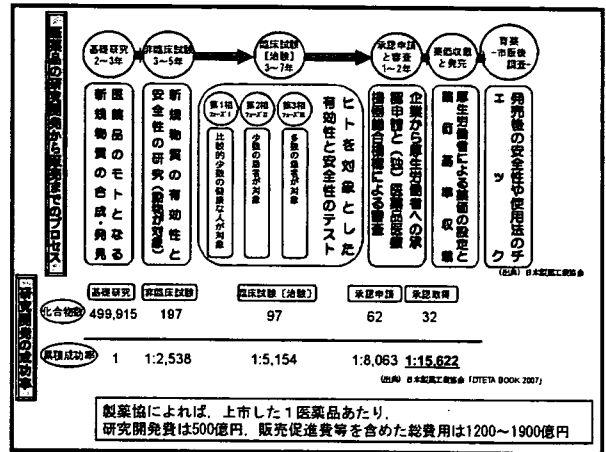 医薬品の研究開発から販売までのプロセス
基礎研究
2～3年
非臨床試験
3～5年
臨床試験
［治験］
3～7年
承認申請
と審査
1～2年
薬価収載
と発売
育薬
-市販後
調査-
医薬品のモトとなる
新規物質の合成・発見
新規物質の有効性と
安全性の研究（動物が対象）
ヒトを対象とした
有効性と安全性のテスト
第1相
フェーズⅠ
比較的少数の健康な人が対象
第2相
フェーズⅡ
少数の患者が対象
第3相
フェーズⅢ
多数の患者が対象
企業から厚生労働省への承
認申請と（独）医薬品医療
機器総合機構による審査
厚生労働省による薬価の設定と
薬価基準収載
発売後の安全性や使用法のチ
ェック
（出典）日本製薬工業協会
研究開発の成功率
基礎研究
非臨床試験
臨床試験［治験］
承認申請
承認取得
化合物数
499,915
197
97
62
32
累積成功率
1
1:2,538
1:5,154
1:8,063
1:15,622
（出典）日本製薬工業協会「DTETA BOOK 2007」
製薬協によれば，上市した１医薬品あたり，
研究開発費は500億円，販売促進費等を含めた総費用は1200～1900億円